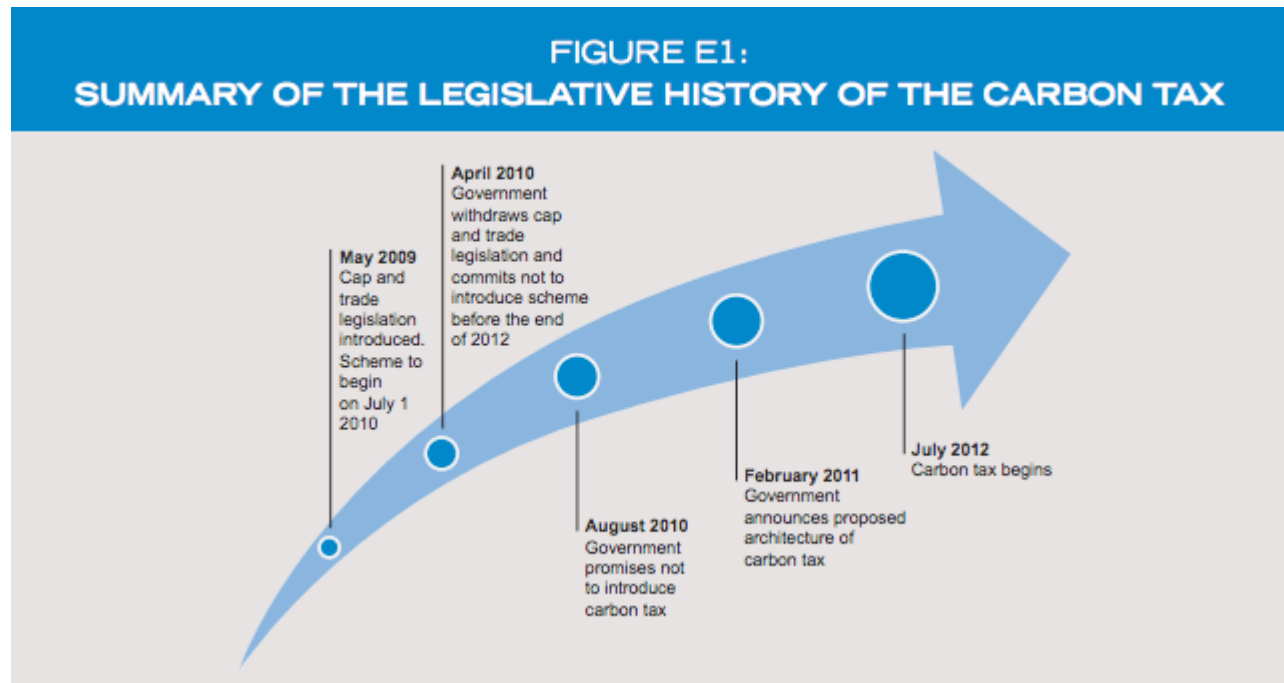 FIGURE E1:
SUMMARY OF THE LEGISLATIVE HISTORY OF THE CARBON TAX
May 2009
Cap and
trade
legislation
introduced.
Scheme to
begin
on July 1
2010
April 2010
Government
withdraws cap
and trade
legislation and
commits not to
introduce scheme
before the end
of 2012
August 2010
Government
promises not
to introduce
carbon tax
February 2011
Government
announces proposed
architecture of
carbon tax
July 2012
Carbon tax begins